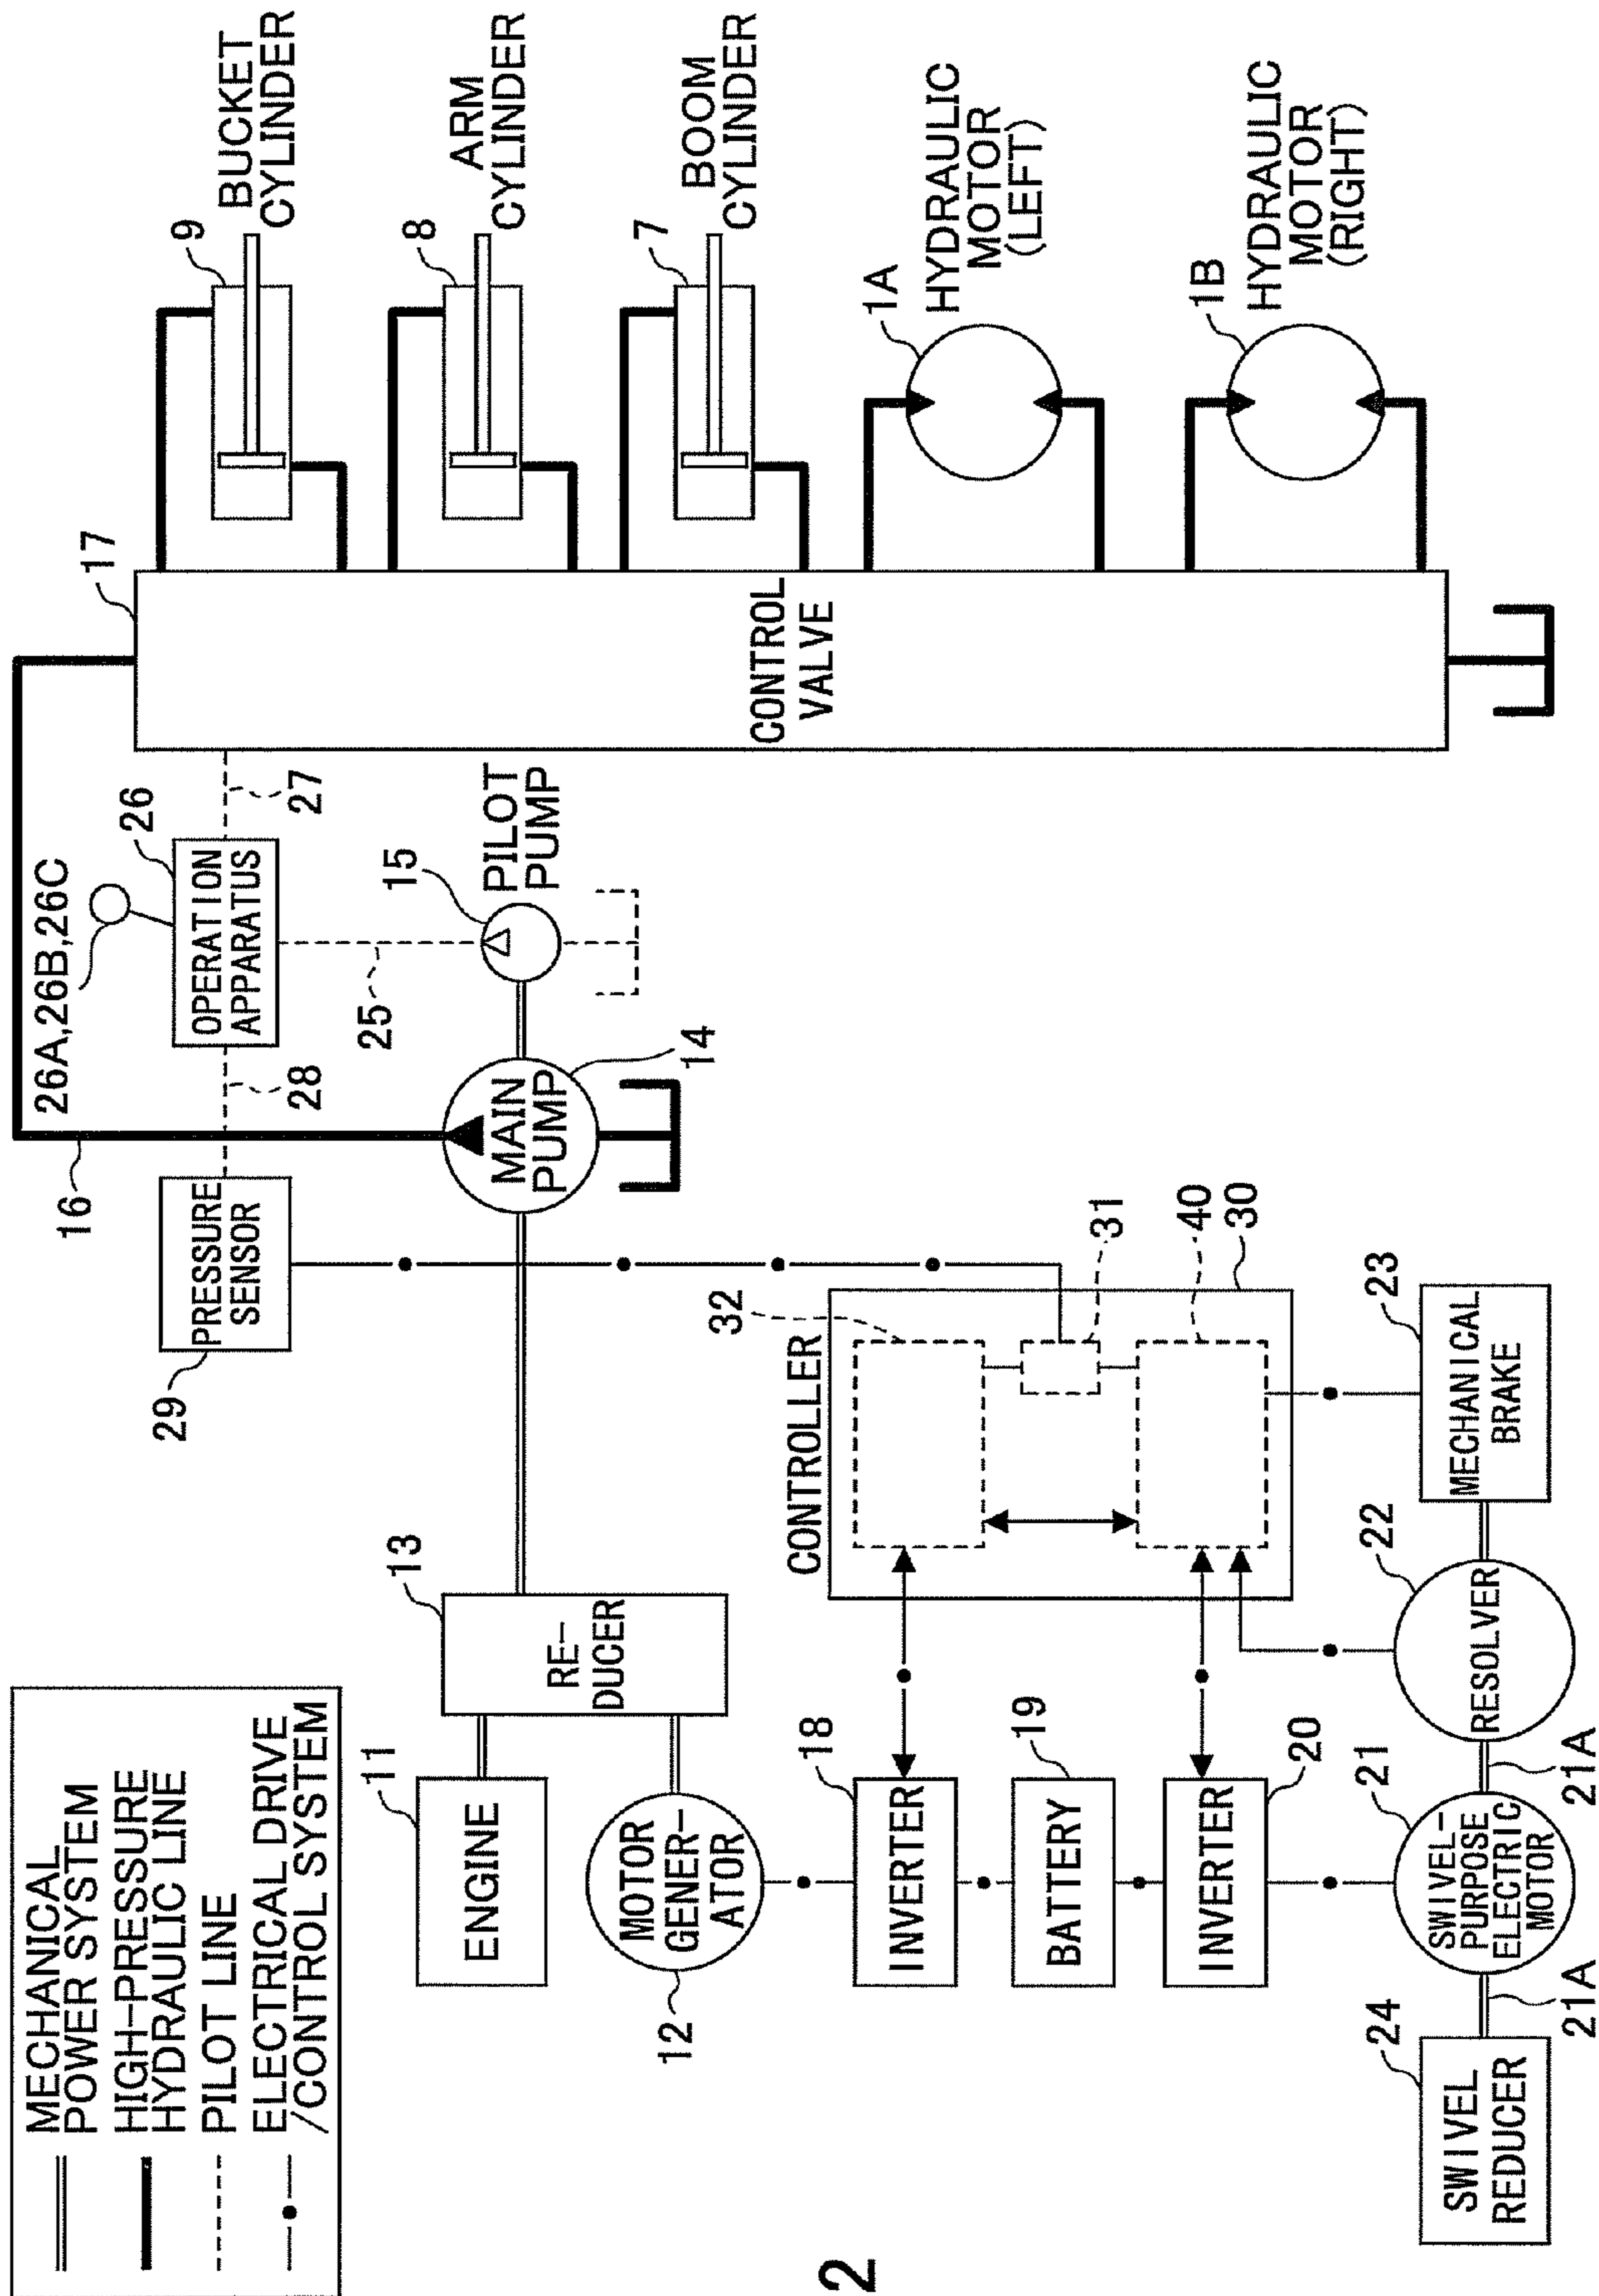 MECHANICAL
POWER SYSTEM
HIGH-PRESSURE
HYDRAULIC LINE
PILOT LINE
ELECTRICAL DRIVE
/CONTROL SYSTEM
11
ENGINE
MOTOR
GENER-
ATOR
12
13
RE-
DUCER
29
PRESSURE
SENSOR
16
28
26A,26B,26C
26
OPERATION
APPARATUS
27
25
15
PILOT
PUMP
MAIN
PUMP
14
17
CONTROL
VALVE
9
BUCKET
CYLINDER
8
ARM
CYLINDER
7
BOOM
CYLINDER
1A
HYDRAULIC
MOTOR
(LEFT)
1B
HYDRAULIC
MOTOR
(RIGHT)
18
INVERTER
19
BATTERY
INVERTER
20
CONTROLLER
32
31
40
30
24
SWIVEL
REDUCER
21A
21
SWIVEL-
PURPOSE
ELECTRIC
MOTOR
21A
22
RESOLVER
23
MECHANICAL
BRAKE
2